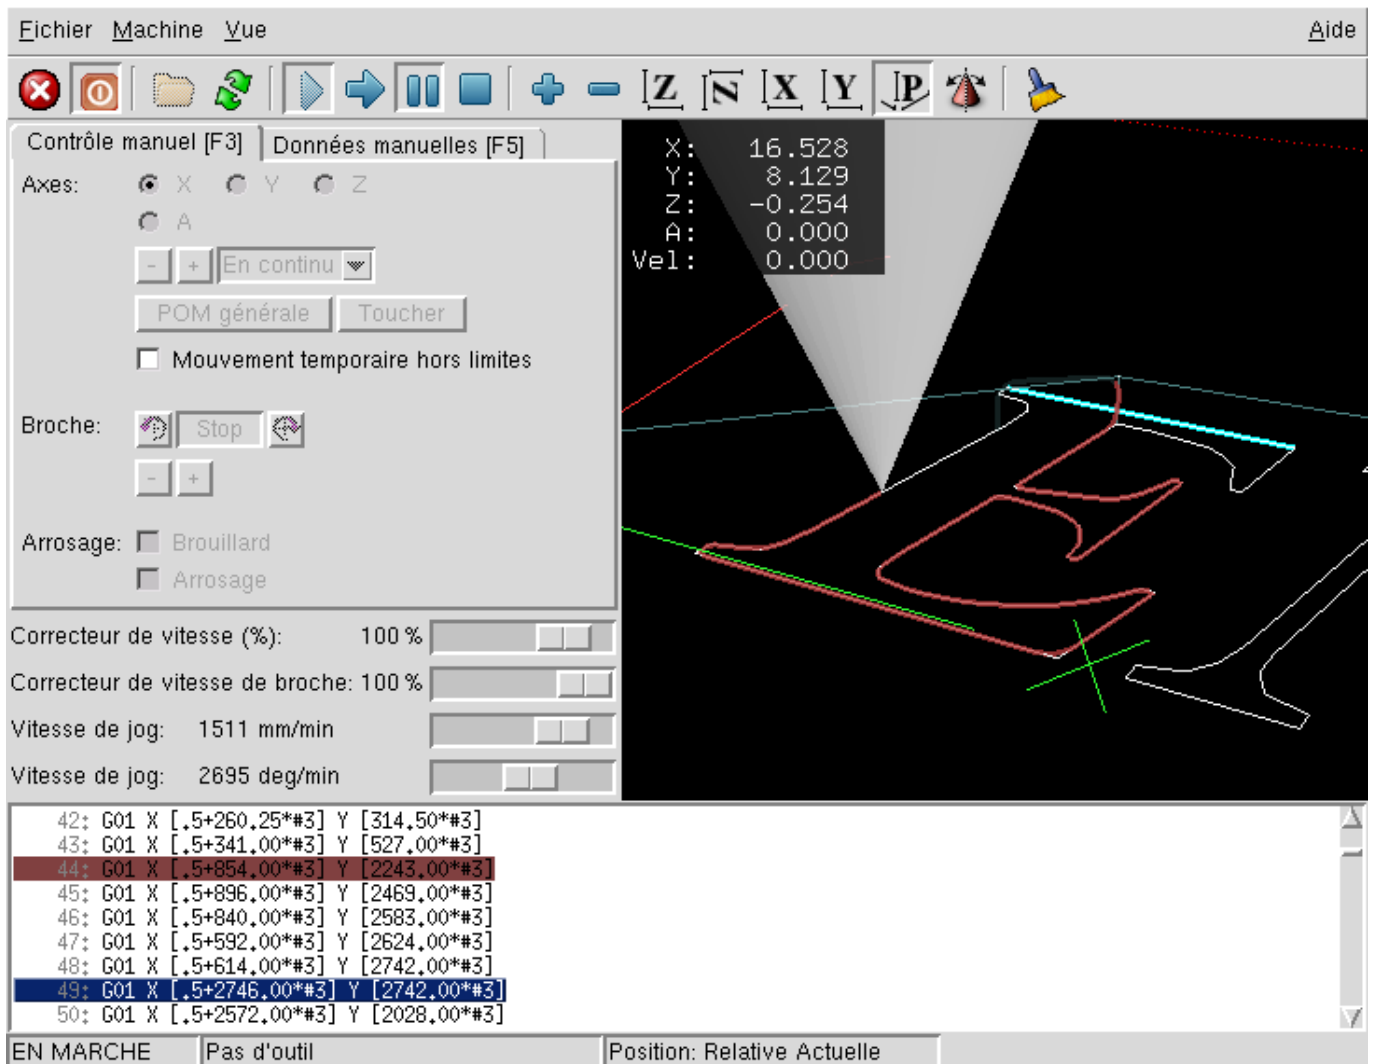 Fichier Machine Vue Aide
Z N X Y P
Contrôle manuel [F3] Données manuelles [F5]
Axes: X Y Z
A
- + En continu
POM générale Toucher
Mouvement temporaire hors limites
Broche: Stop
- +
Arrosage: Brouillard
Arrosage
Correcteur de vitesse (%): 100 %
Correcteur de vitesse de broche: 100 %
Vitesse de jog: 1511 mm/min
Vitesse de jog: 2695 deg/min
X: 16.528
Y: 8.129
Z: -0.254
A: 0.000
Vel: 0.000
42: G01 X [.5+260.25*#3] Y [314.50*#3]
43: G01 X [.5+341.00*#3] Y [527.00*#3]
44: G01 X [.5+854.00*#3] Y [2243.00*#3]
45: G01 X [.5+896.00*#3] Y [2469.00*#3]
46: G01 X [.5+840.00*#3] Y [2583.00*#3]
47: G01 X [.5+592.00*#3] Y [2624.00*#3]
48: G01 X [.5+614.00*#3] Y [2742.00*#3]
49: G01 X [.5+2746.00*#3] Y [2742.00*#3]
50: G01 X [.5+2572.00*#3] Y [2028.00*#3]
EN MARCHE Pas d'outil Position: Relative Actuelle